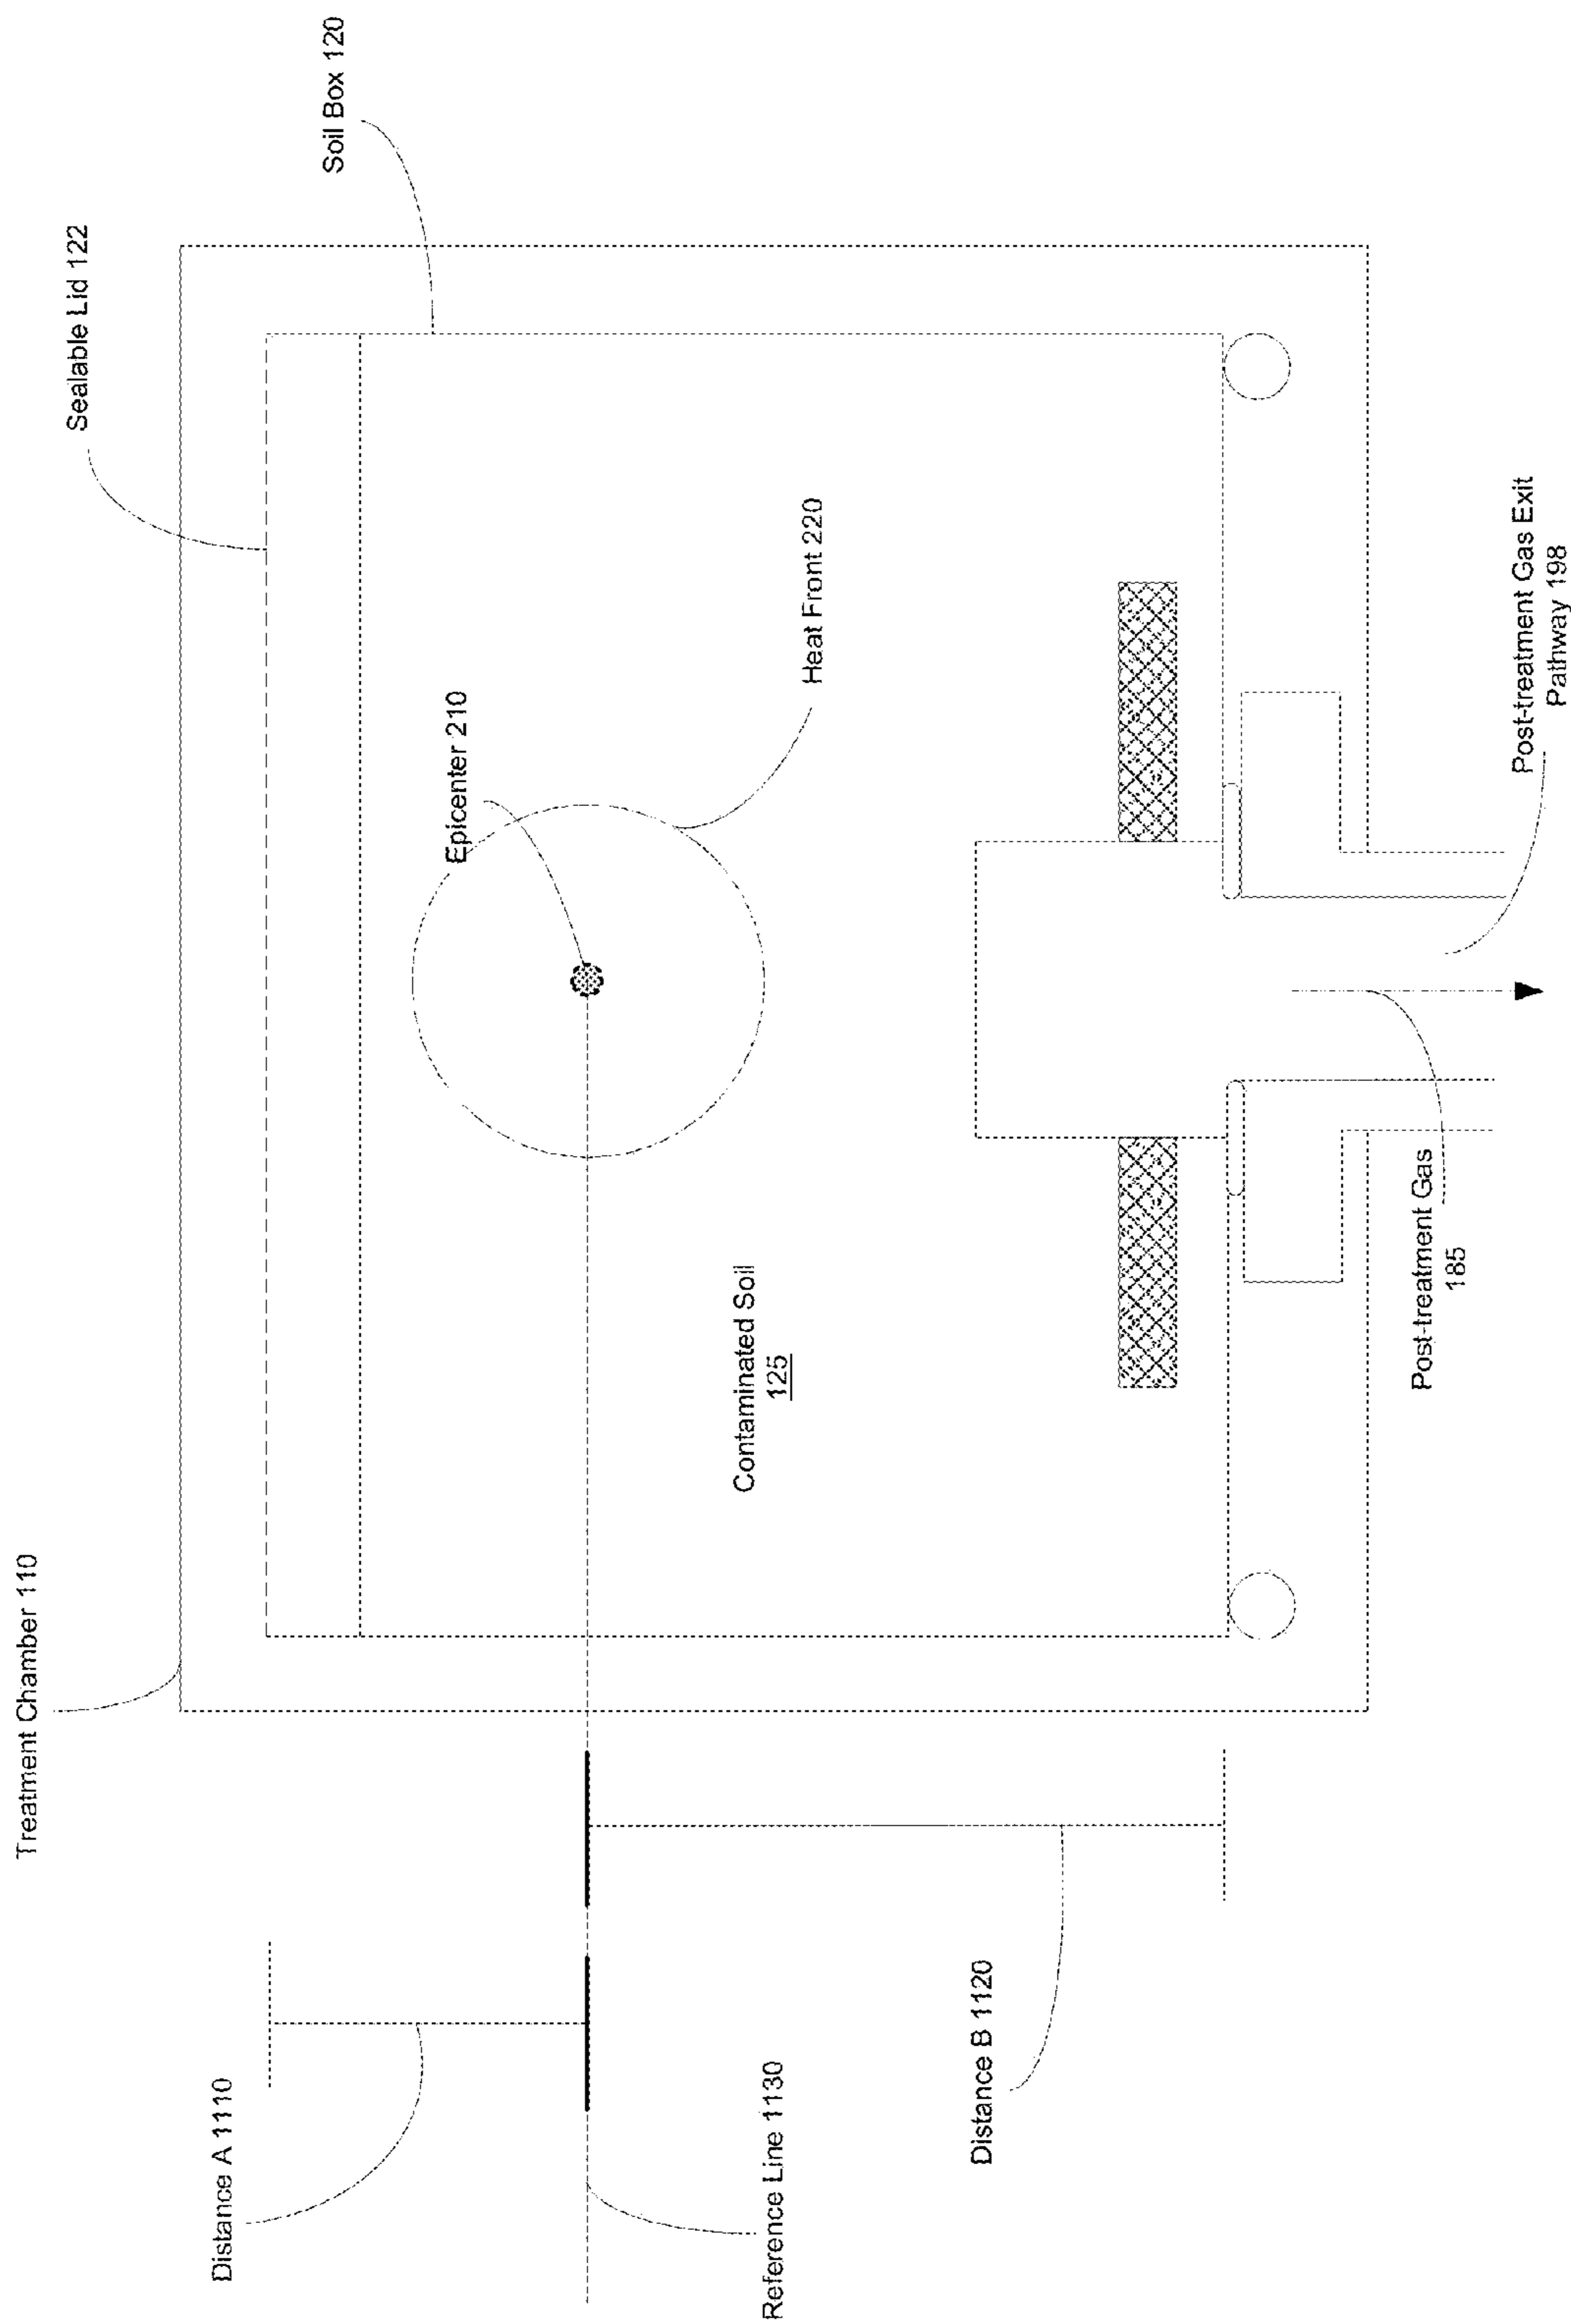 Treatment Chamber 110
Sealable Lid 122
Soil Box 120
Distance A 1110
Epicenter 210
Reference Line 1130
Contaminated Soil
125
Heat Front 220
Distance B 1120
Post-treatment Gas
185
Post-treatment Gas Exit
Pathway 198